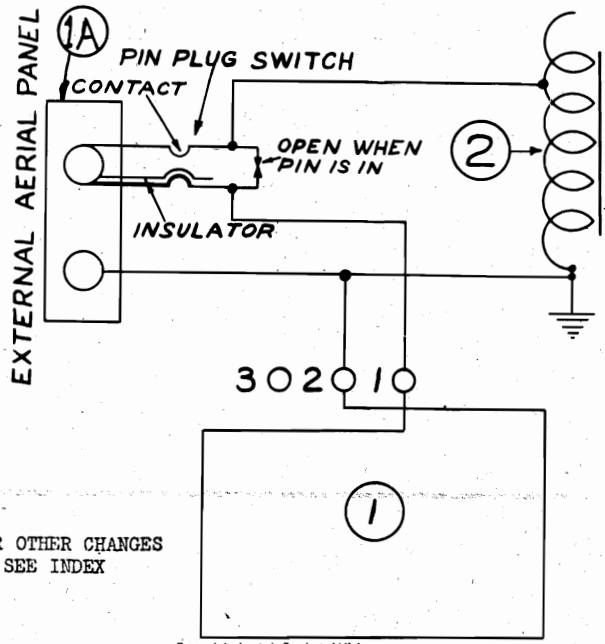 1A
EXTERNAL AERIAL PANEL
PIN PLUG SWITCH
CONTACT
OPEN WHEN
PIN IS IN
2
INSULATOR
3 2 1
1
OTHER CHANGES
SEE INDEX